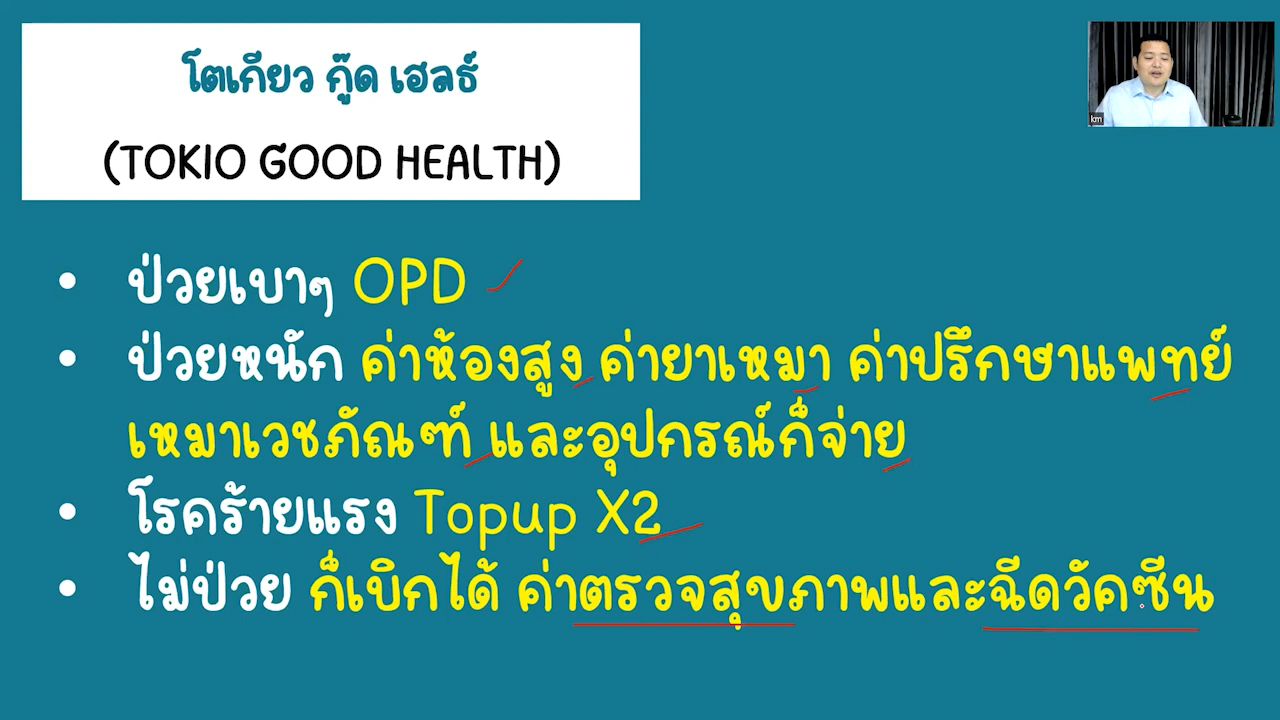 โตเกียว กู๊ด เฮลธ์
(TOKIO GOOD HEALTH)
km
• ป่วยเบาๆ OPD
• ป่วยหนัก ค่าห้องสูง ค่ายาเหมา ค่าปรึกษาแพทย์
เหมาเวชภัณฑ์ และอุปกรณ์ก็จ่าย
• โรคร้ายแรง Topup X2
• ไม่ป่วย ก็เบิกได้ ค่าตรวจสุขภาพและฉีดวัคซีน